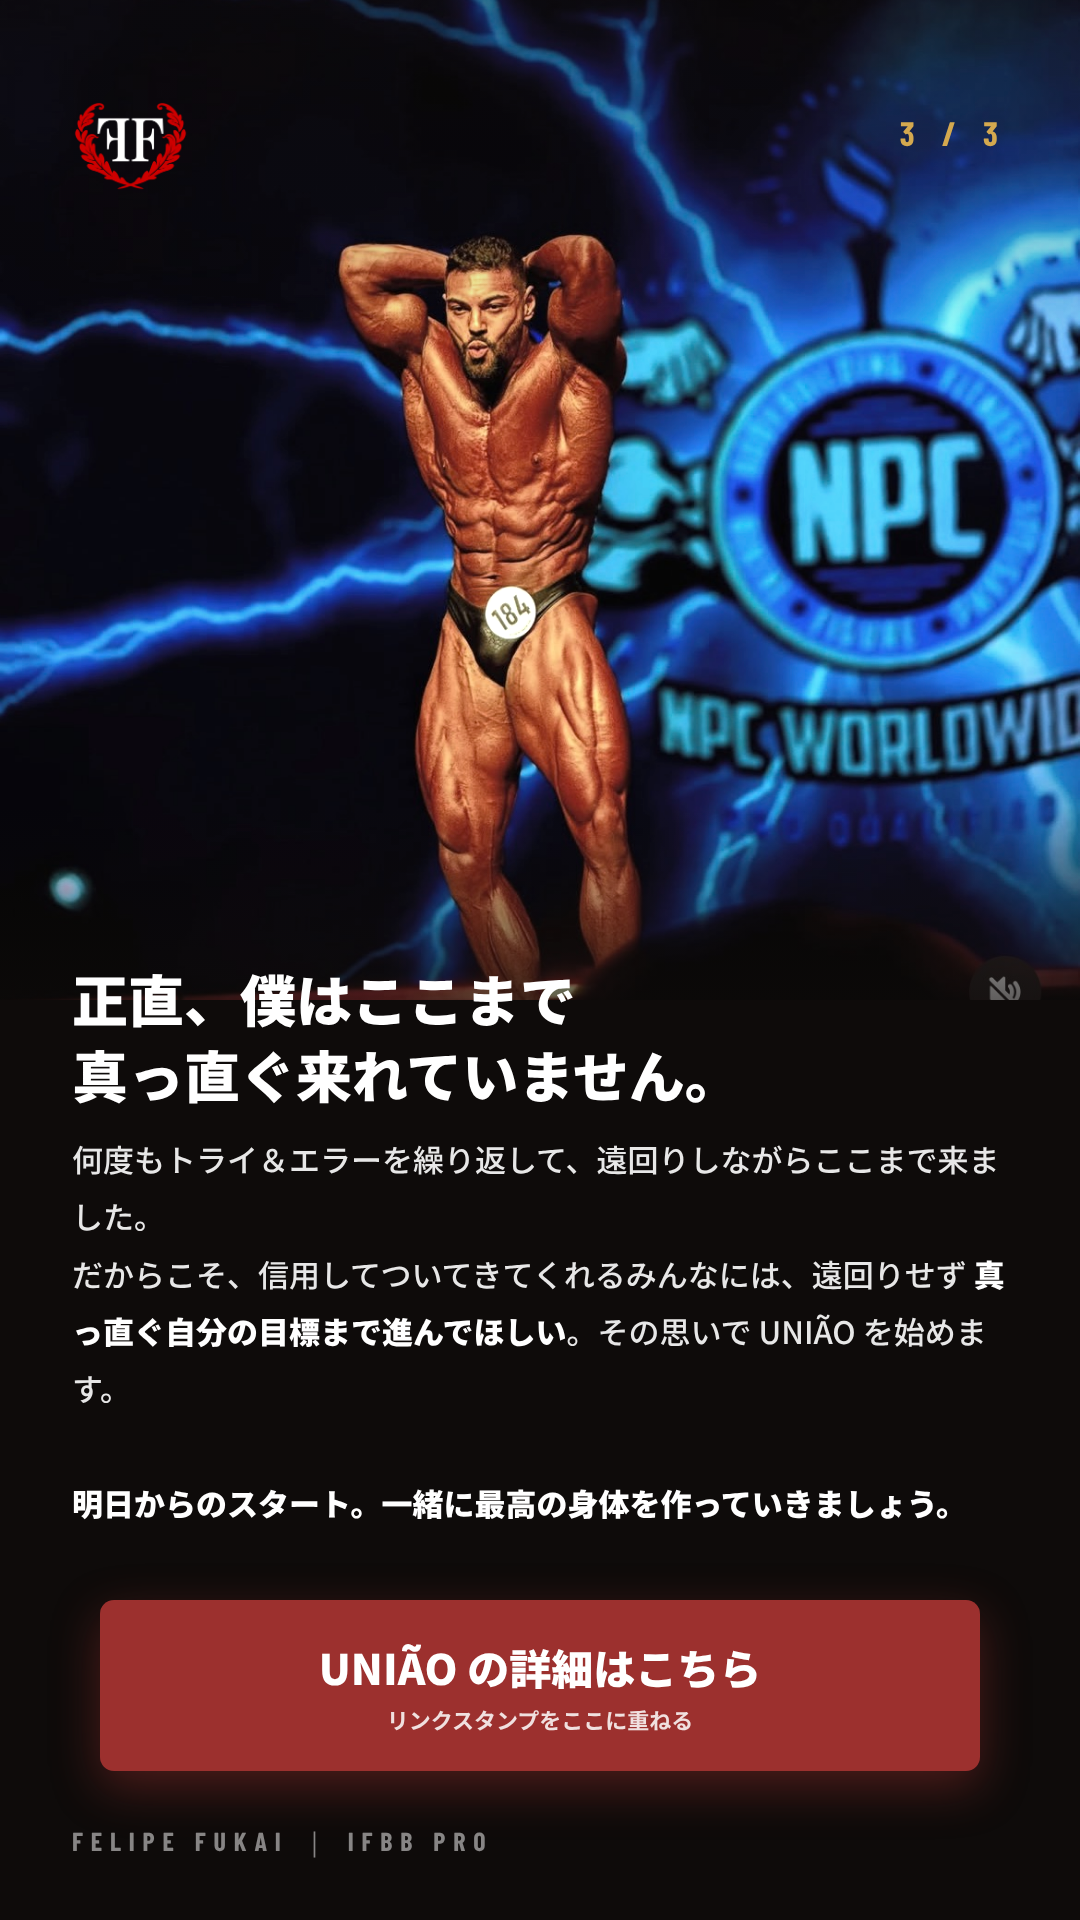 FF
3 / 3
NPC
FIGURE
NPC WORLDWID
184
正直、僕はここまで
真っ直ぐ来れていません。
何度もトライ＆エラーを繰り返して、遠回りしながらここまで来ま
した。
だからこそ、信用してついてきてくれるみんなには、遠回りせず 真
っ直ぐ自分の目標まで進んでほしい。その思いで UNIÃO を始めま
す。
明日からのスタート。一緒に最高の身体を作っていきましょう。
UNIÃO の詳細はこちら
リンクスタンプをここに重ねる
FELIPE FUKAI | IFBB PRO